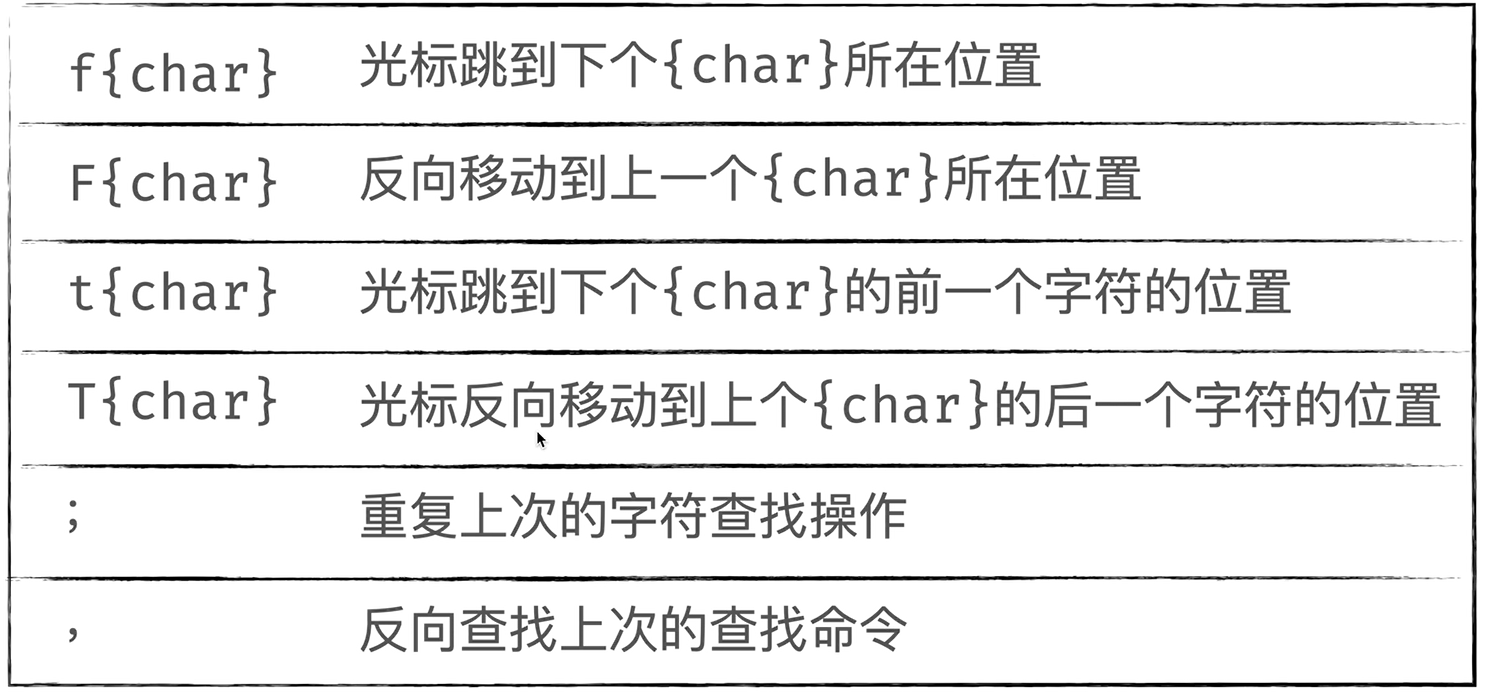 f{char} 光标跳到下个{char}所在位置
F{char} 反向移动到上一个{char}所在位置
t{char} 光标跳到下个{char}的前一个字符的位置
T{char} 光标反向移动到上个{char}的后一个字符的位置
; 重复上次的字符查找操作
, 反向查找上次的查找命令